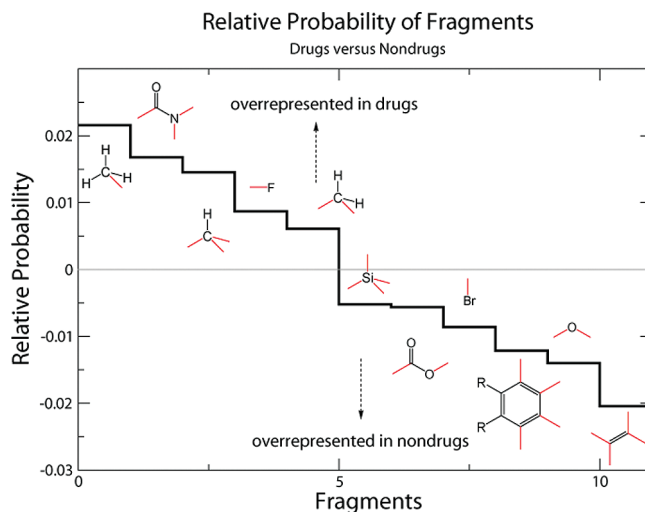 Relative Probability of Fragments
Drugs versus Nondrugs
overrepresented in drugs
overrepresented in nondrugs
Relative Probability
0.02
0.01
0
-0.01
-0.02
-0.03
0
5
10
Fragments
H
H
C
H
O
N
H
C
F
H
C
H
Si
O
O
Br
R
R
O